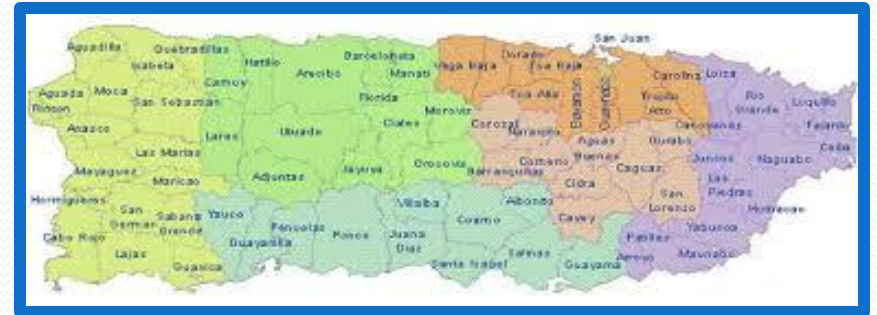 San Juan
Aguadilla
Quebradillas
Isabela
Camuy
Hatillo
Arecibo
Barceloneta
Manati
Vega Baja
Dorado
Toa Baja
Carolina
Loiza
Aguada
Rincon
Moca
San Sebastian
Florida
Toa Alta
Bayamon
Guaynabo
Trujillo
Alto
Rio
Grande
Luquillo
Anasco
Lares
Utuado
Ciales
Morovis
Corozal
Naranjito
Canovanas
Fajardo
Las Marias
Mayaguez
Maricao
Adjuntas
Jayuya
Orocovis
Barranquitas
Comerio
Aguas
Buenas
Gurabo
Caguas
Juncos
Naguabo
Ceiba
Hormigueros
San
German
Sabana
Grande
Yauco
Villalba
Aibonito
Cidra
San
Lorenzo
Las
Piedras
Humacao
Cabo Rojo
Lajas
Guanica
Guayanilla
Penuelas
Ponce
Juana
Diaz
Coamo
Cayey
Yabucoa
Patillas
Santa Isabel
Salinas
Guayama
Arroyo
Maunabo